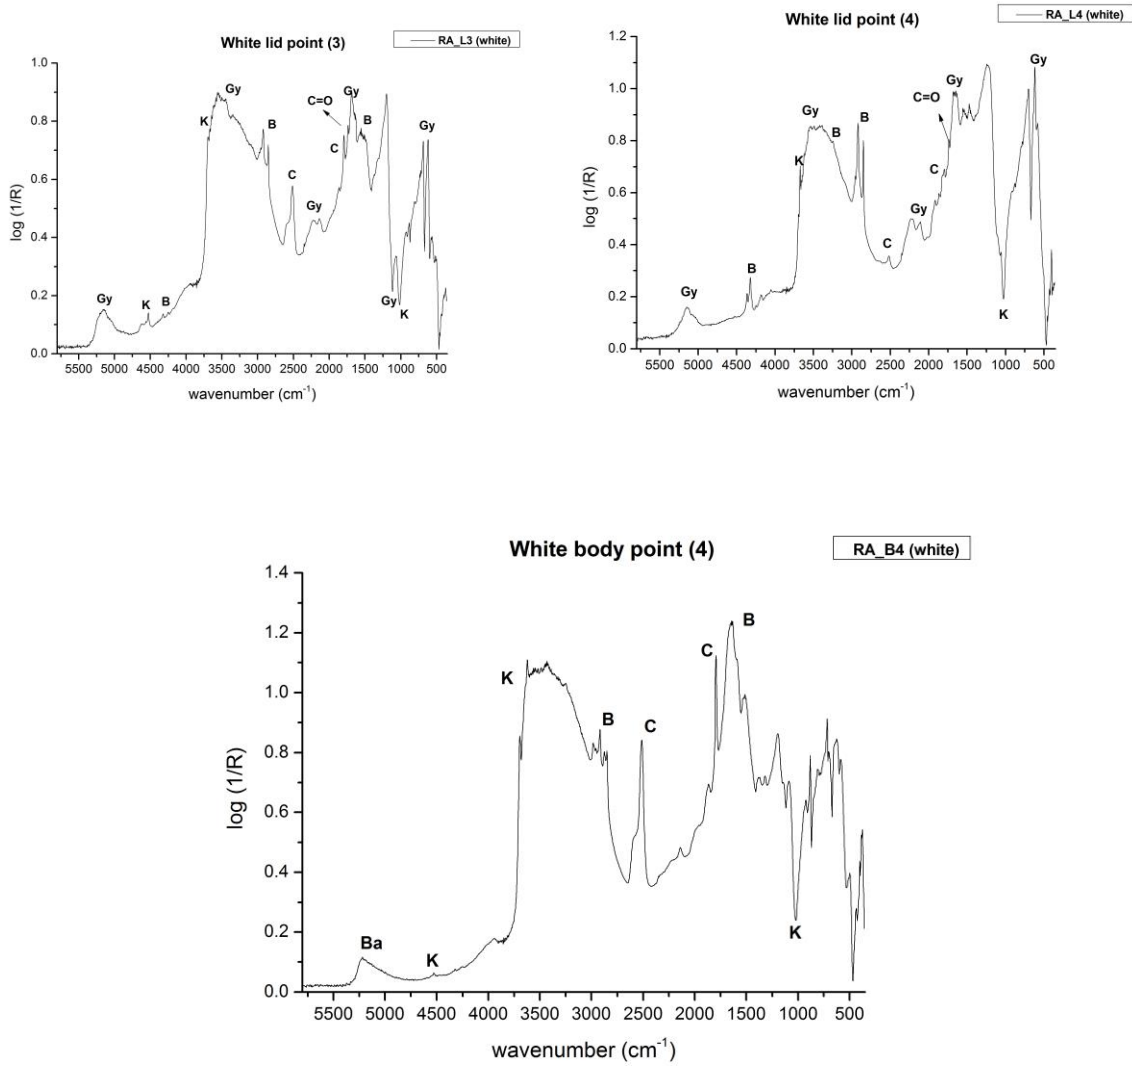 White lid point (3)
RA_L3 (white)
log (1/R)
1.0
0.8
0.6
0.4
0.2
0.0
Gy
K
B
K
Gy
B
C
Gy
C=O
C
Gy
B
Gy
K
Gy
5500 5000 4500 4000 3500 3000 2500 2000 1500 1000 500
wavenumber (cm-1)
White lid point (4)
RA_L4 (white)
log (1/R)
1.2
1.0
0.8
0.6
0.4
0.2
0.0
Gy
B
K
Gy
B
B
C
Gy
C
C=O
Gy
K
Gy
5500 5000 4500 4000 3500 3000 2500 2000 1500 1000 500
wavenumber (cm-1)
White body point (4)
RA_B4 (white)
log (1/R)
1.4
1.2
1.0
0.8
0.6
0.4
0.2
0.0
Ba
K
K
B
C
C
B
K
5500 5000 4500 4000 3500 3000 2500 2000 1500 1000 500
wavenumber (cm-1)